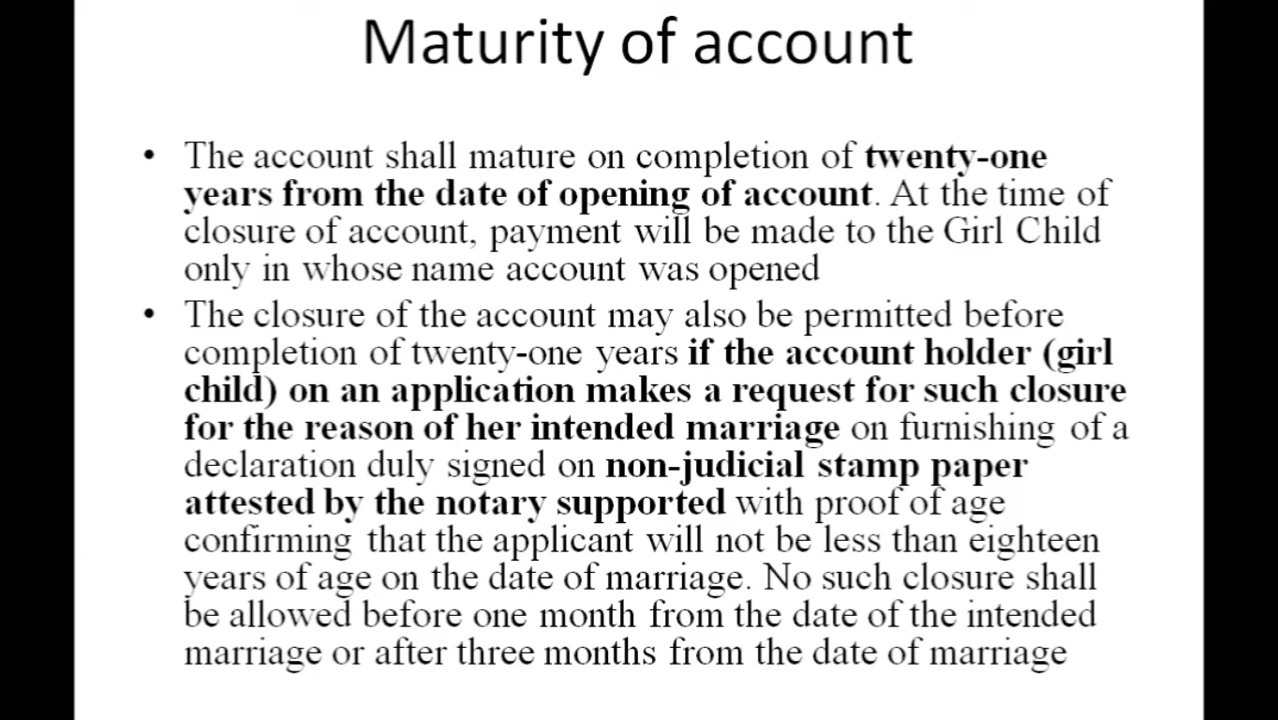 Maturity of account
• The account shall mature on completion of twenty-one
years from the date of opening of account. At the time of
closure of account, payment will be made to the Girl Child
only in whose name account was opened
• The closure of the account may also be permitted before
completion of twenty-one years if the account holder (girl
child) on an application makes a request for such closure
for the reason of her intended marriage on furnishing of a
declaration duly signed on non-judicial stamp paper
attested by the notary supported with proof of age
confirming that the applicant will not be less than eighteen
years of age on the date of marriage. No such closure shall
be allowed before one month from the date of the intended
marriage or after three months from the date of marriage